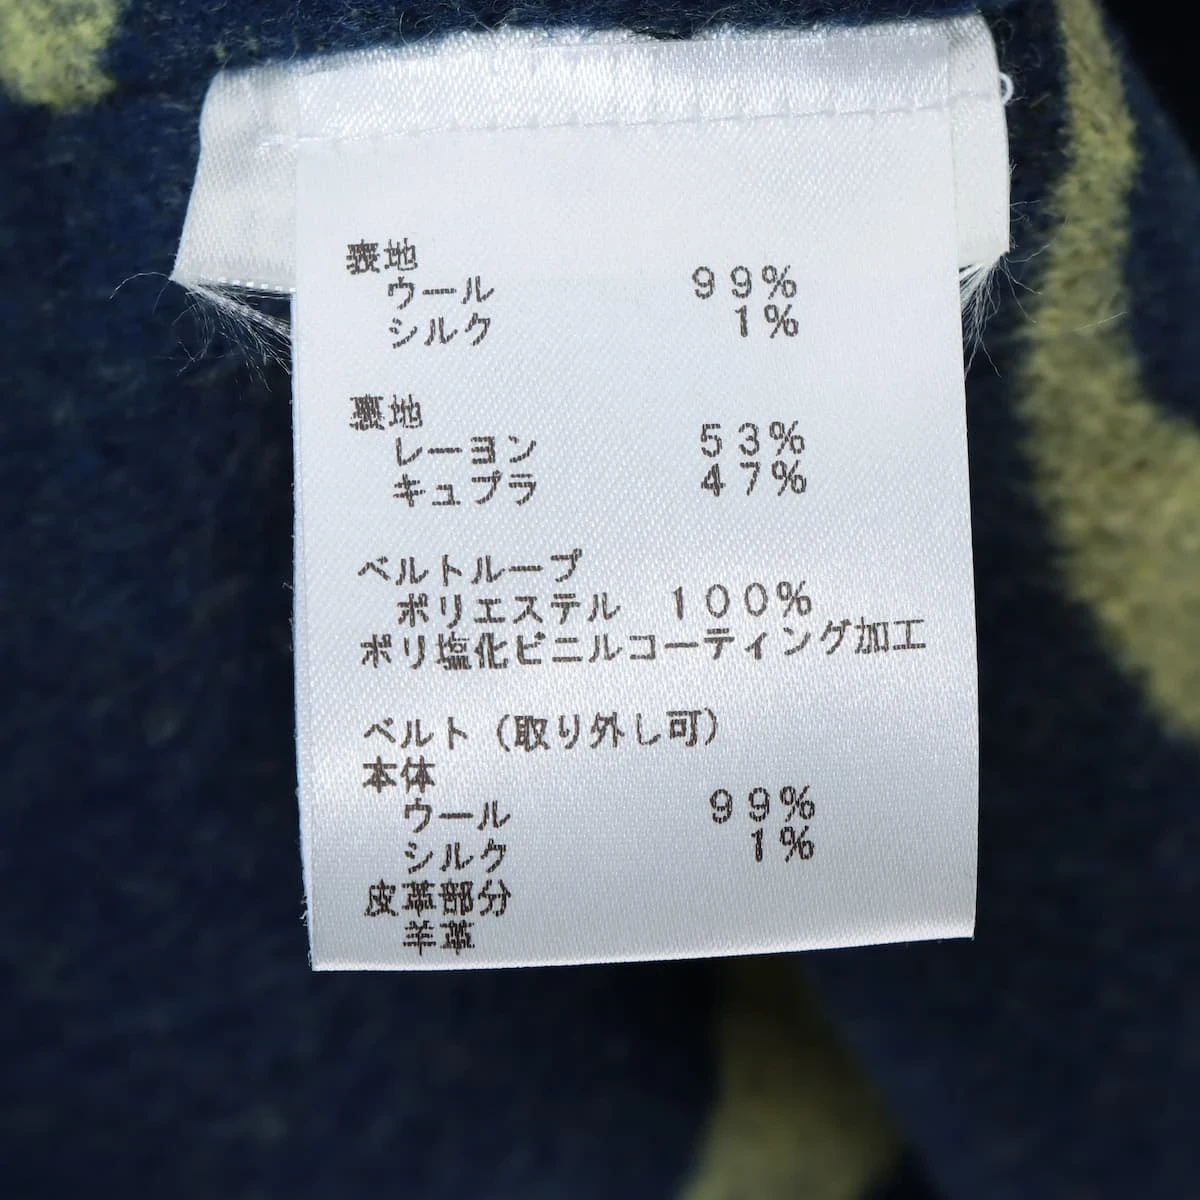 表地
ウール 99%
シルク 1%
裏地
レーヨン 53%
キュプラ 47%
ベルトループ
ポリエステル 100%
ポリ塩化ビニルコーティング加工
ベルト（取り外し可）
本体
ウール 99%
シルク 1%
皮革部分
羊革